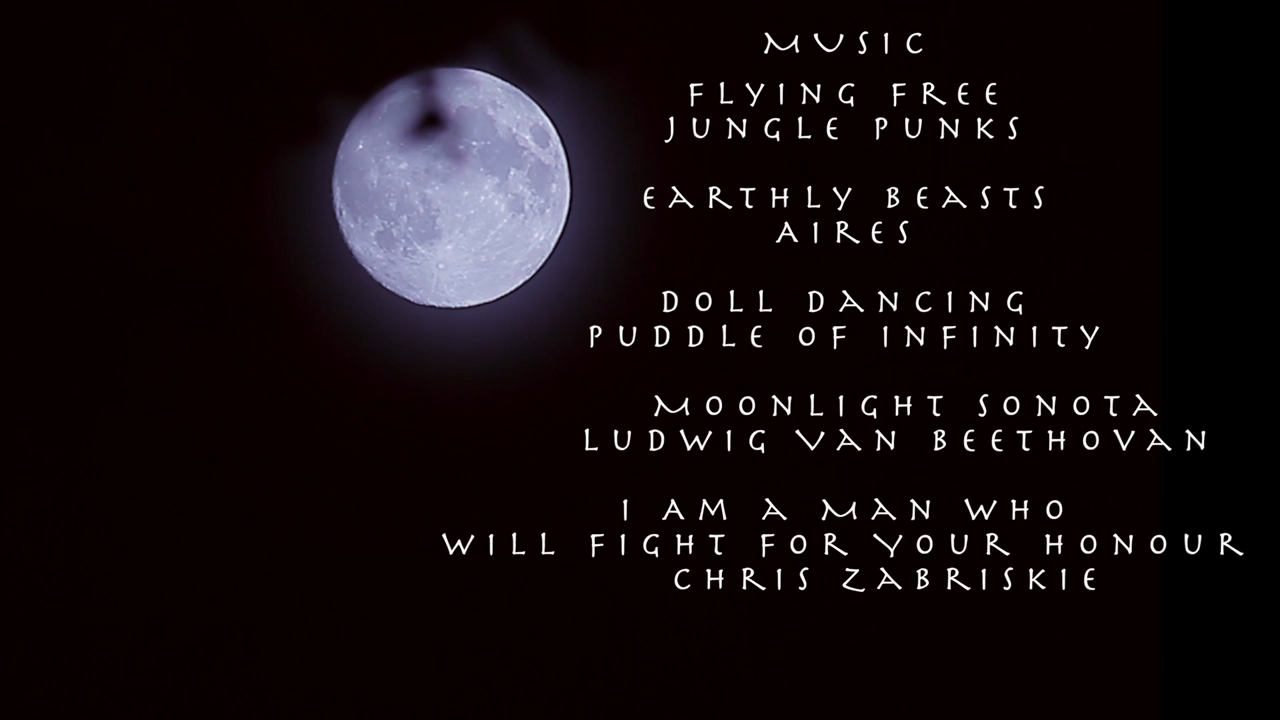 MUSIC
FLYING FREE
JUNGLE PUNKS
EARTHLY BEASTS
AIRES
DOLL DANCING
PUDDLE OF INFINITY
MOONLIGHT SONOTA
LUDWIG VAN BEETHOVAN
I AM A MAN WHO
WILL FIGHT FOR YOUR HONOUR
CHRIS ZABRISKIE